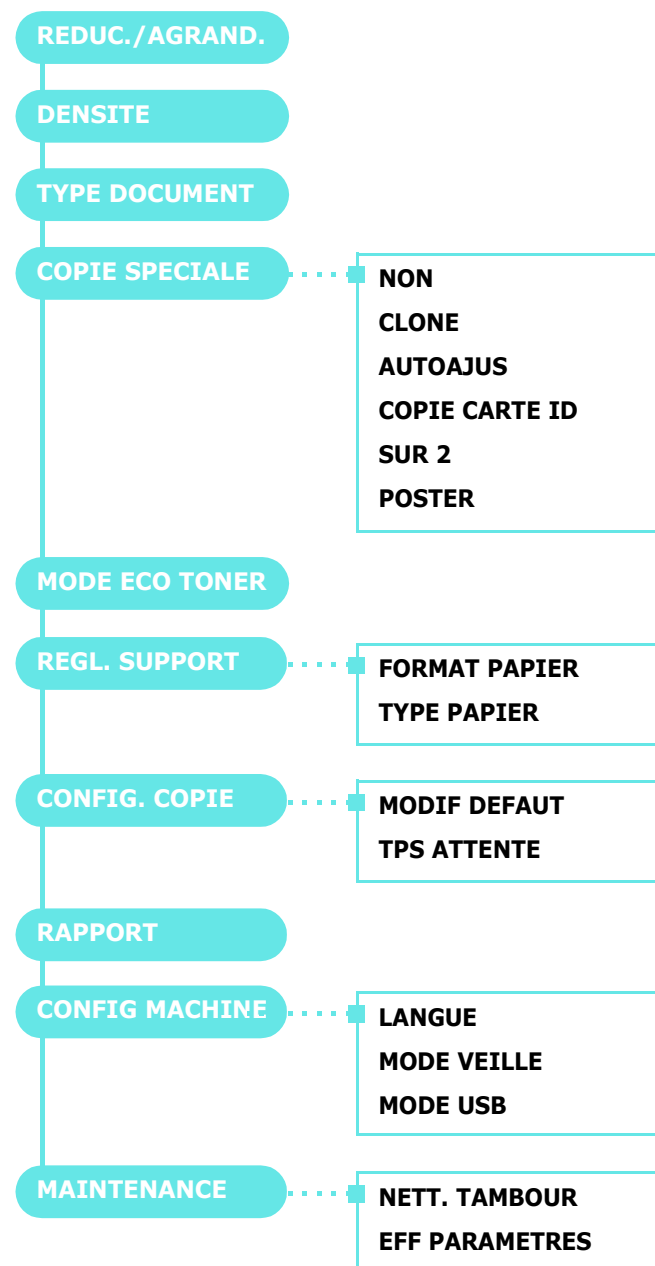 REDUC./AGRAND.
DENSITE
TYPE DOCUMENT
COPIE SPECIALE
NON
CLONE
AUTOAJUS
COPIE CARTE ID
SUR 2
POSTER
MODE ECO TONER
REGL. SUPPORT
FORMAT PAPIER
TYPE PAPIER
CONFIG. COPIE
MODIF DEFAUT
TPS ATTENTE
RAPPORT
CONFIG MACHINE
LANGUE
MODE VEILLE
MODE USB
MAINTENANCE
NETT. TAMBOUR
EFF PARAMETRES